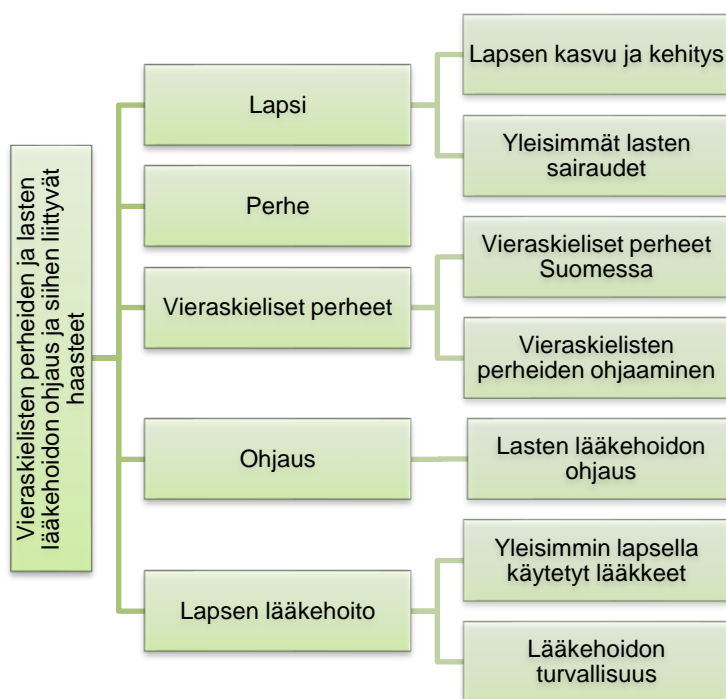 Vieraskielisten perheiden ja lasten
lääkehoidon ohjaus ja siihen liittyvät
haasteet
Lapsi
Lapsen kasvu ja kehitys
Yleisimmät lasten
sairaudet
Perhe
Vieraskieliset perheet
Vieraskieliset perheet
Suomessa
Vieraskielisten
perheiden ohjaaminen
Ohjaus
Lasten lääkehoidon
ohjaus
Lapsen lääkehoito
Yleisimmin lapsella
käytetyt lääkkeet
Lääkehoidon
turvallisuus